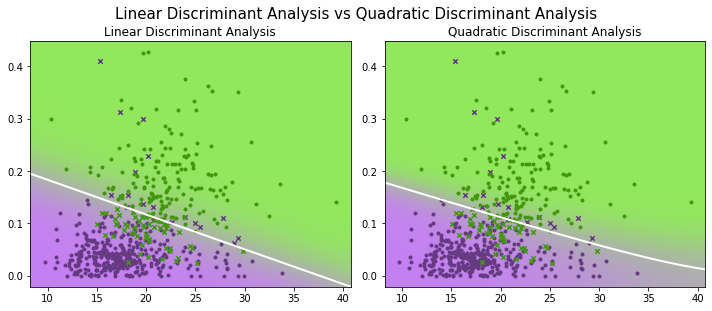 Linear Discriminant Analysis vs Quadratic Discriminant Analysis
Linear Discriminant Analysis
Quadratic Discriminant Analysis
0.4
0.3
0.2
0.1
0.0
10 15 20 25 30 35 40
0.4
0.3
0.2
0.1
0.0
10 15 20 25 30 35 40